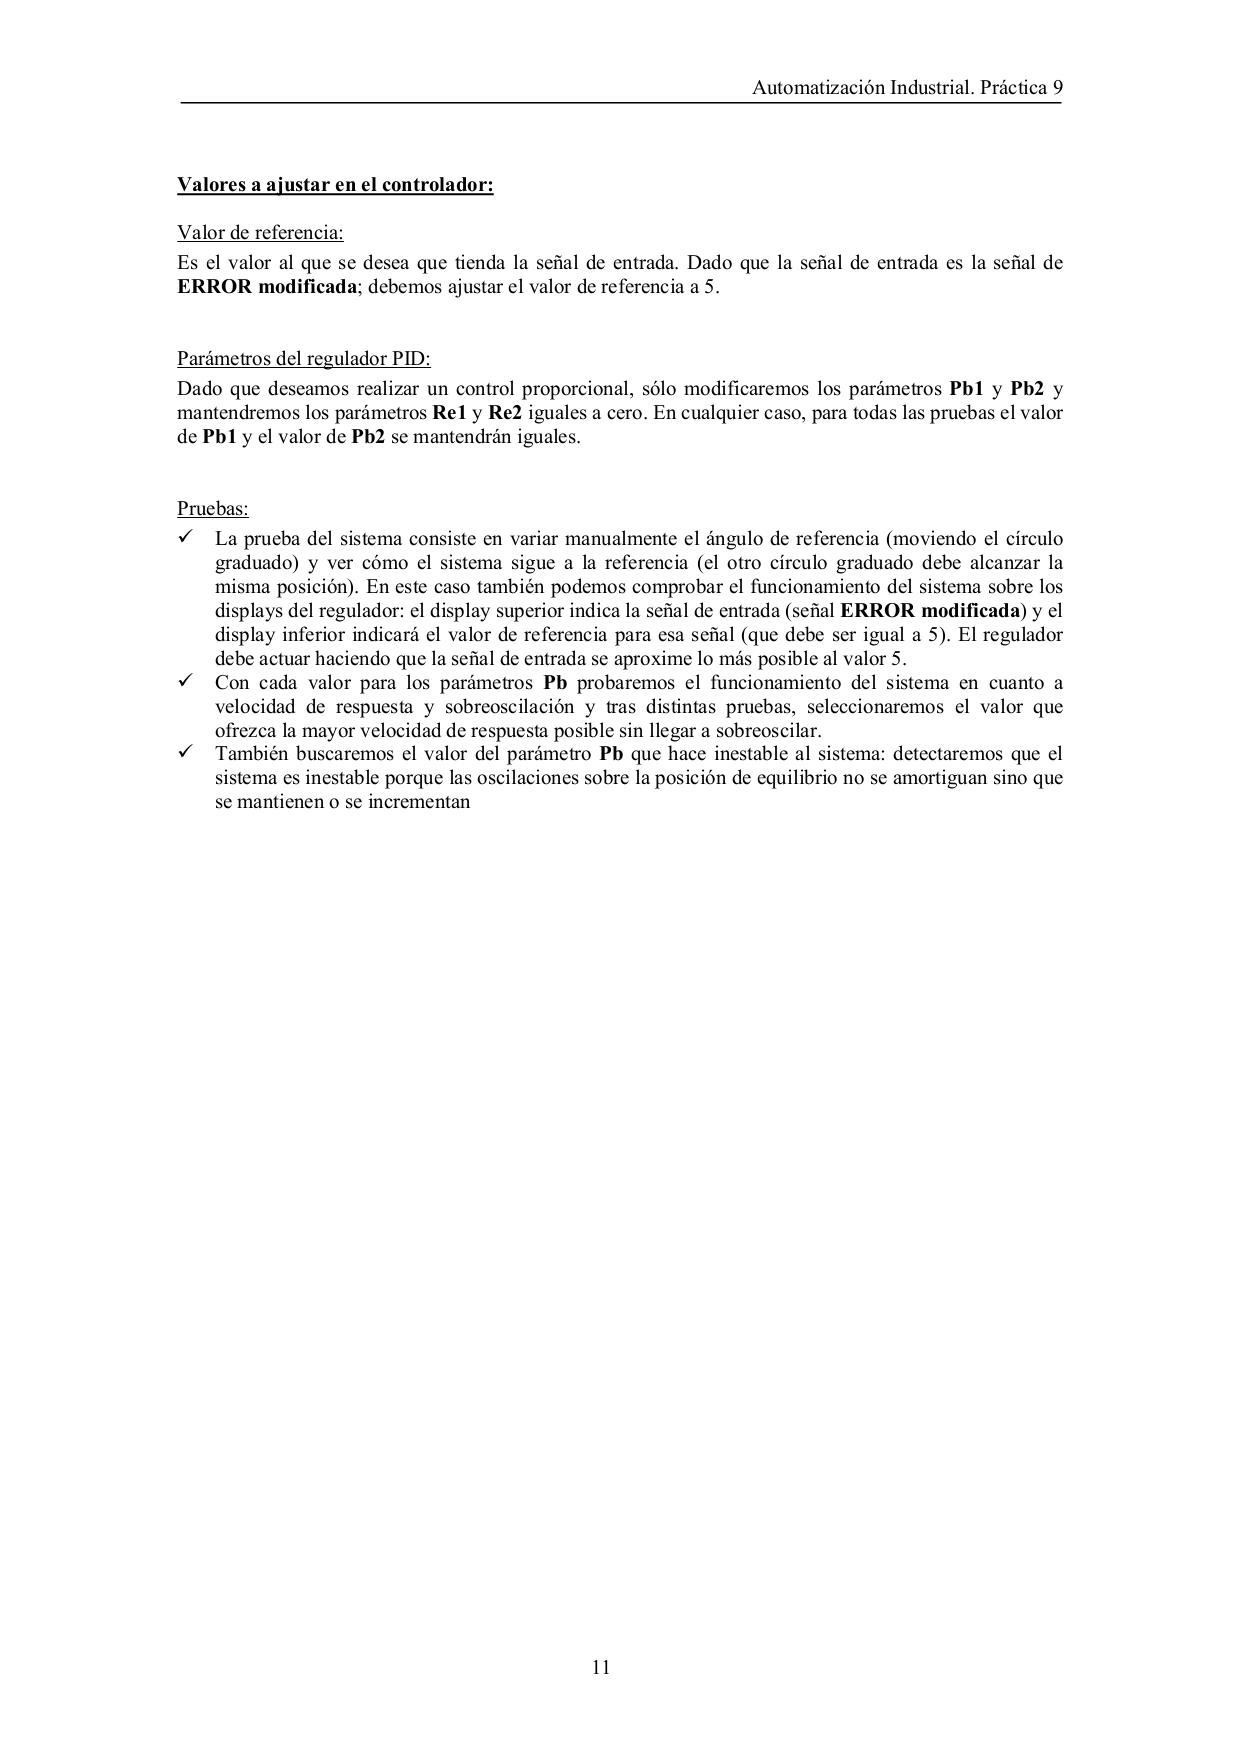 Automatización Industrial. Práctica 9
Valores a ajustar en el controlador:
Valor de referencia:
Es el valor al que se desea que tienda la señal de entrada. Dado que la señal de entrada es la señal de
ERROR modificada; debemos ajustar el valor de referencia a 5.
Parámetros del regulador PID:
Dado que deseamos realizar un control proporcional, sólo modificaremos los parámetros Pb1 y Pb2 y
mantendremos los parámetros Re1 y Re2 iguales a cero. En cualquier caso, para todas las pruebas el valor
de Pb1 y el valor de Pb2 se mantendrán iguales.
Pruebas:
✓ La prueba del sistema consiste en variar manualmente el ángulo de referencia (moviendo el círculo
graduado) y ver cómo el sistema sigue a la referencia (el otro círculo graduado debe alcanzar la
misma posición). En este caso también podemos comprobar el funcionamiento del sistema sobre los
displays del regulador: el display superior indica la señal de entrada (señal ERROR modificada) y el
display inferior indicará el valor de referencia para esa señal (que debe ser igual a 5). El regulador
debe actuar haciendo que la señal de entrada se aproxime lo más posible al valor 5.
✓ Con cada valor para los parámetros Pb probaremos el funcionamiento del sistema en cuanto a
velocidad de respuesta y sobreoscilación y tras distintas pruebas, seleccionaremos el valor que
ofrezca la mayor velocidad de respuesta posible sin llegar a sobreoscilar.
✓ También buscaremos el valor del parámetro Pb que hace inestable al sistema: detectaremos que el
sistema es inestable porque las oscilaciones sobre la posición de equilibrio no se amortiguan sino que
se mantienen o se incrementan
11